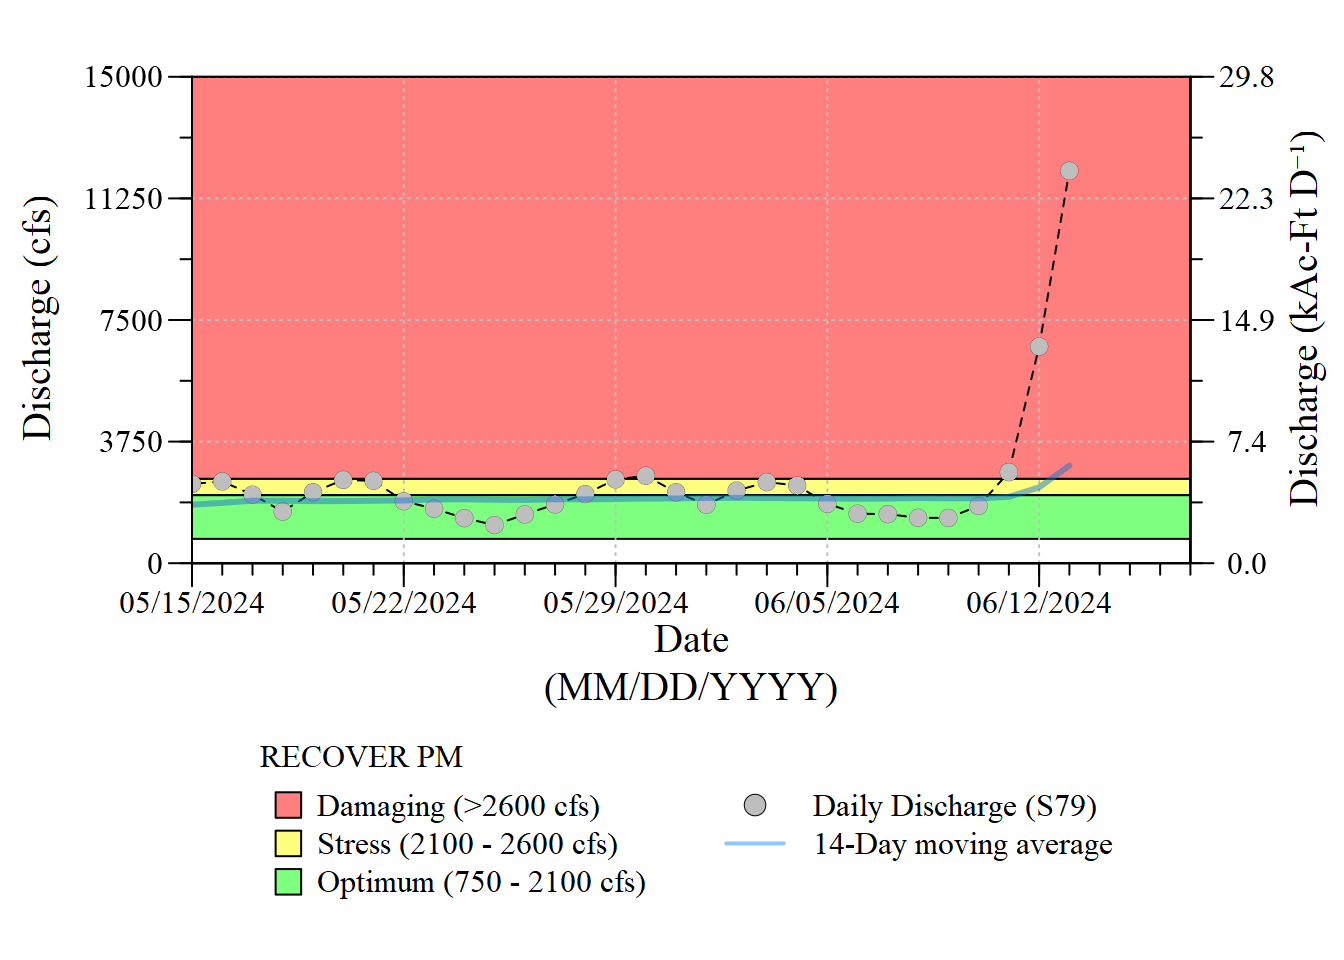 15000
11250
7500
3750
0
Discharge (cfs)
29.8
22.3
14.9
7.4
0.0
Discharge (kAc-Ft D⁻¹)
05/15/2024 05/22/2024 05/29/2024 06/05/2024 06/12/2024
Date
(MM/DD/YYYY)
RECOVER PM
Damaging (>2600 cfs)
Stress (2100 - 2600 cfs)
Optimum (750 - 2100 cfs)
Daily Discharge (S79)
14-Day moving average